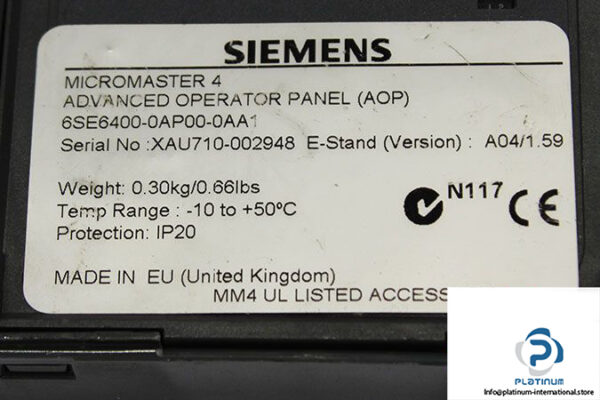 SIEMENS
MICROMASTER 4
ADVANCED OPERATOR PANEL (AOP)
6SE6400-0AP00-0AA1
Serial No :XAU710-002948 E-Stand (Version) : A04/1.59
Weight: 0.30kg/0.66lbs
Temp Range : -10 to +50ºC
Protection: IP20
N117 CE
MADE IN EU (United Kingdom)
MM4 UL LISTED ACCESS
PLATINUM
Info@platinum-international.store